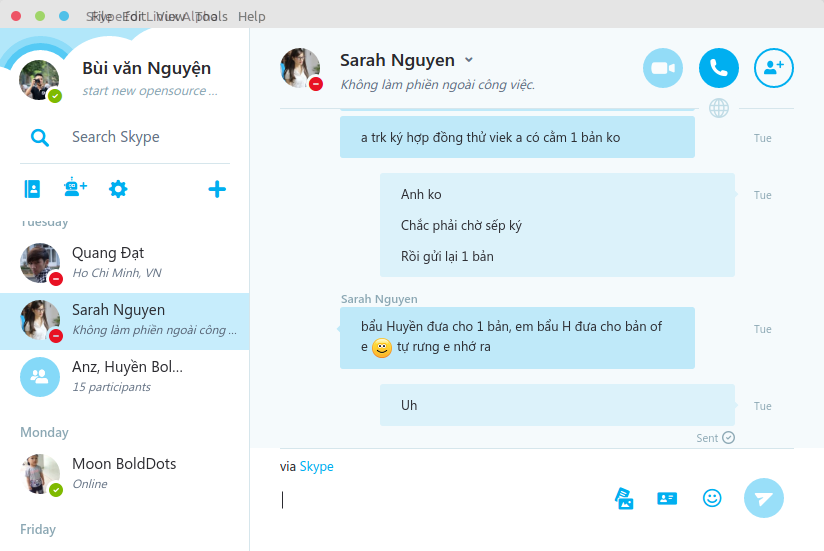 File Edit View Tools Help
Bùi văn Nguyện
start new opensource ...
Search Skype
Tuesday
Quang Đạt
Ho Chi Minh, VN
Sarah Nguyen
Không làm phiền ngoài công ...
Anz, Huyền Bol...
15 participants
Monday
Moon BoldDots
Online
Friday
Sarah Nguyen
Không làm phiền ngoài công việc.
a trk ký hợp đồng thử viek a có cằm 1 bản ko
Tue
Anh ko
Tue
Chắc phải chờ sếp ký
Rồi gửi lại 1 bản
Sarah Nguyen
bẩu Huyền đưa cho 1 bản, em bẩu H đưa cho bản of
Tue
e tự rưng e nhớ ra
Uh
Tue
Sent
via Skype